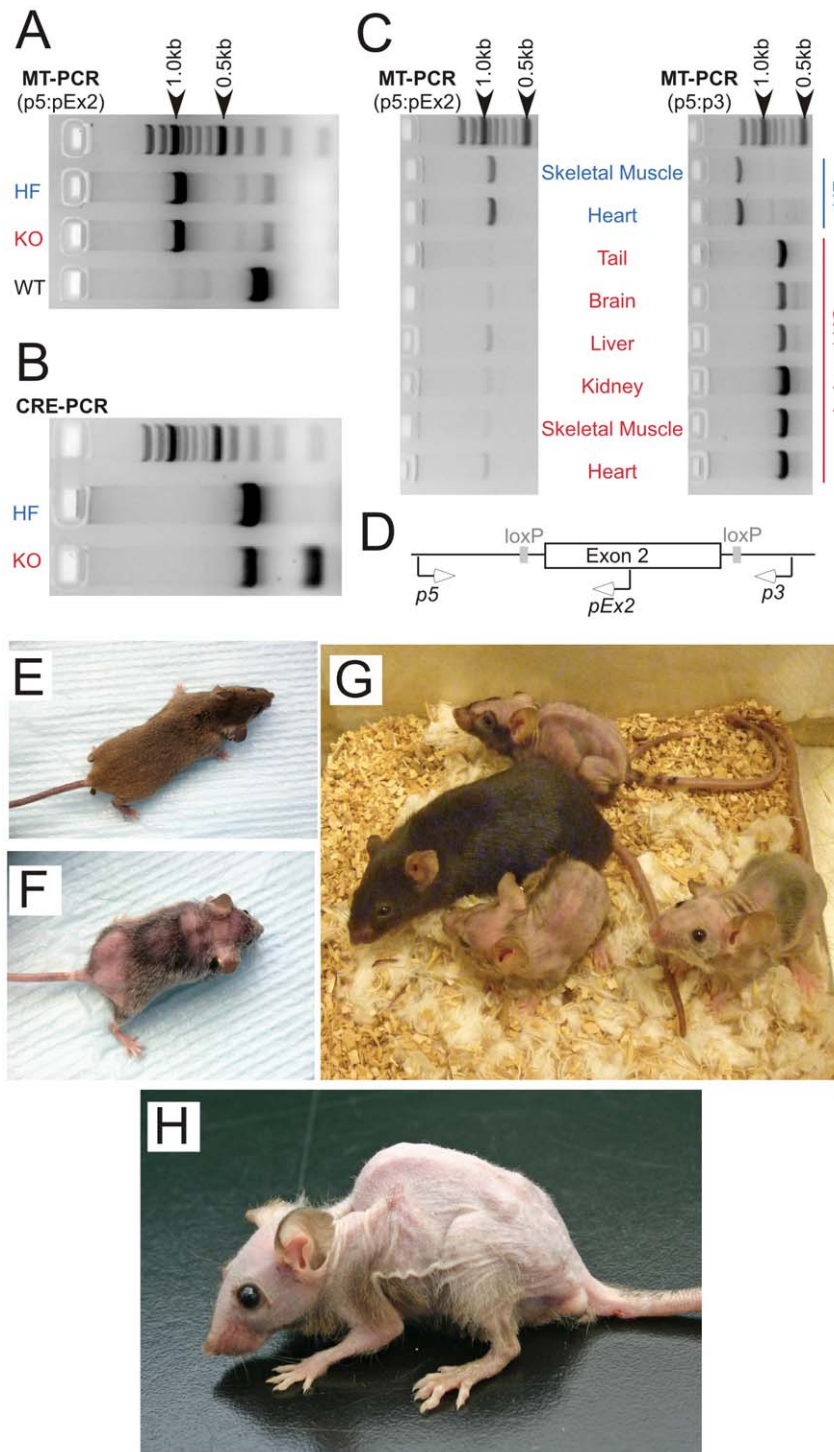 A
MT-PCR
(p5:pEx2)
1.0kb
0.5kb
HF
KO
WT
B
CRE-PCR
HF
KO
C
MT-PCR
(p5:pEx2)
1.0kb
0.5kb
MT-PCR
(p5:p3)
1.0kb
0.5kb
Skeletal Muscle
Heart
Tail
Brain
Liver
Kidney
Skeletal Muscle
Heart
D
loxP
Exon 2
loxP
p5
pEx2
p3
E
F
G
H